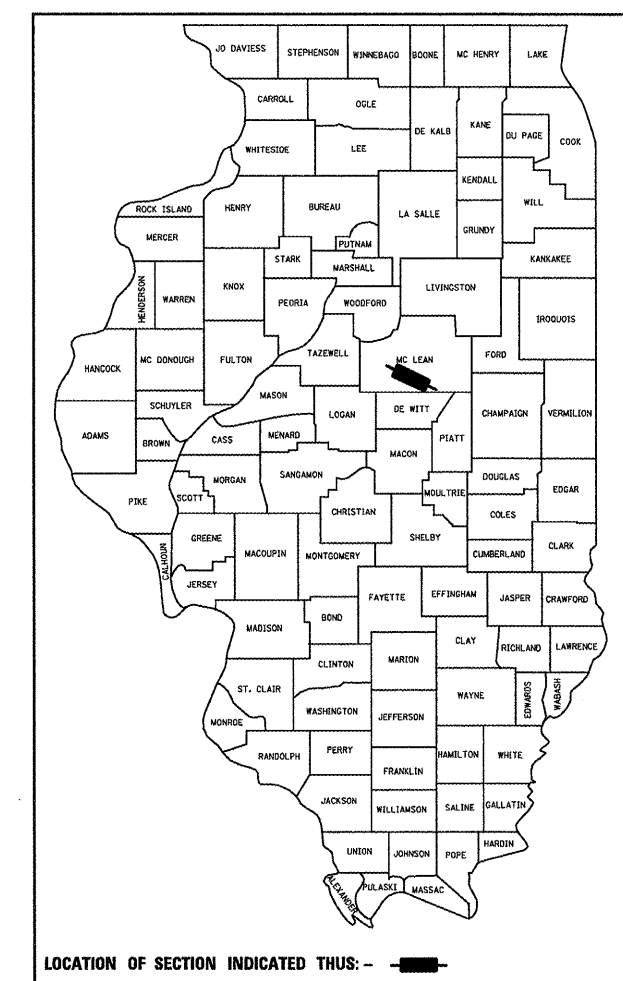 JO DAVIESS STEPHENSON WINNEBAGO BOONE MC HENRY LAKE
CARROLL OGLE DE KALB KANE DU PAGE COOK
WHITESIDE LEE KENDALL
ROCK ISLAND HENRY BUREAU LA SALLE GRUNDY WILL
MERCER PUTNAM KANKAKEE
STARK MARSHALL
HENDERSON WARREN KNOX PEORIA WOODFORD LIVINGSTON IROQUOIS
HANCOCK MC DONOUGH FULTON TAZEWELL MC LEAN FORD
MASON
SCHUYLER LOGAN DE WITT CHAMPAIGN VERMILION
ADAMS BROWN CASS MENARD MACON PIATT
SANGAMON DOUGLAS EDGAR
PIKE SCOTT MORGAN CHRISTIAN MOULTRIE COLES
GREENE MACOUPIN MONTGOMERY SHELBY CUMBERLAND CLARK
CALHOUN JERSEY
FAYETTE EFFINGHAM JASPER CRAWFORD
MADISON BOND
CLAY RICHLAND LAWRENCE
CLINTON MARION
ST. CLAIR WAYNE EDWARDS WABASH
MONROE WASHINGTON JEFFERSON
RANDOLPH PERRY HAMILTON WHITE
FRANKLIN
JACKSON WILLIAMSON SALINE GALLATIN
UNION JOHNSON POPE HARDIN
ALEXANDER PULASKI MASSAC
LOCATION OF SECTION INDICATED THUS: –